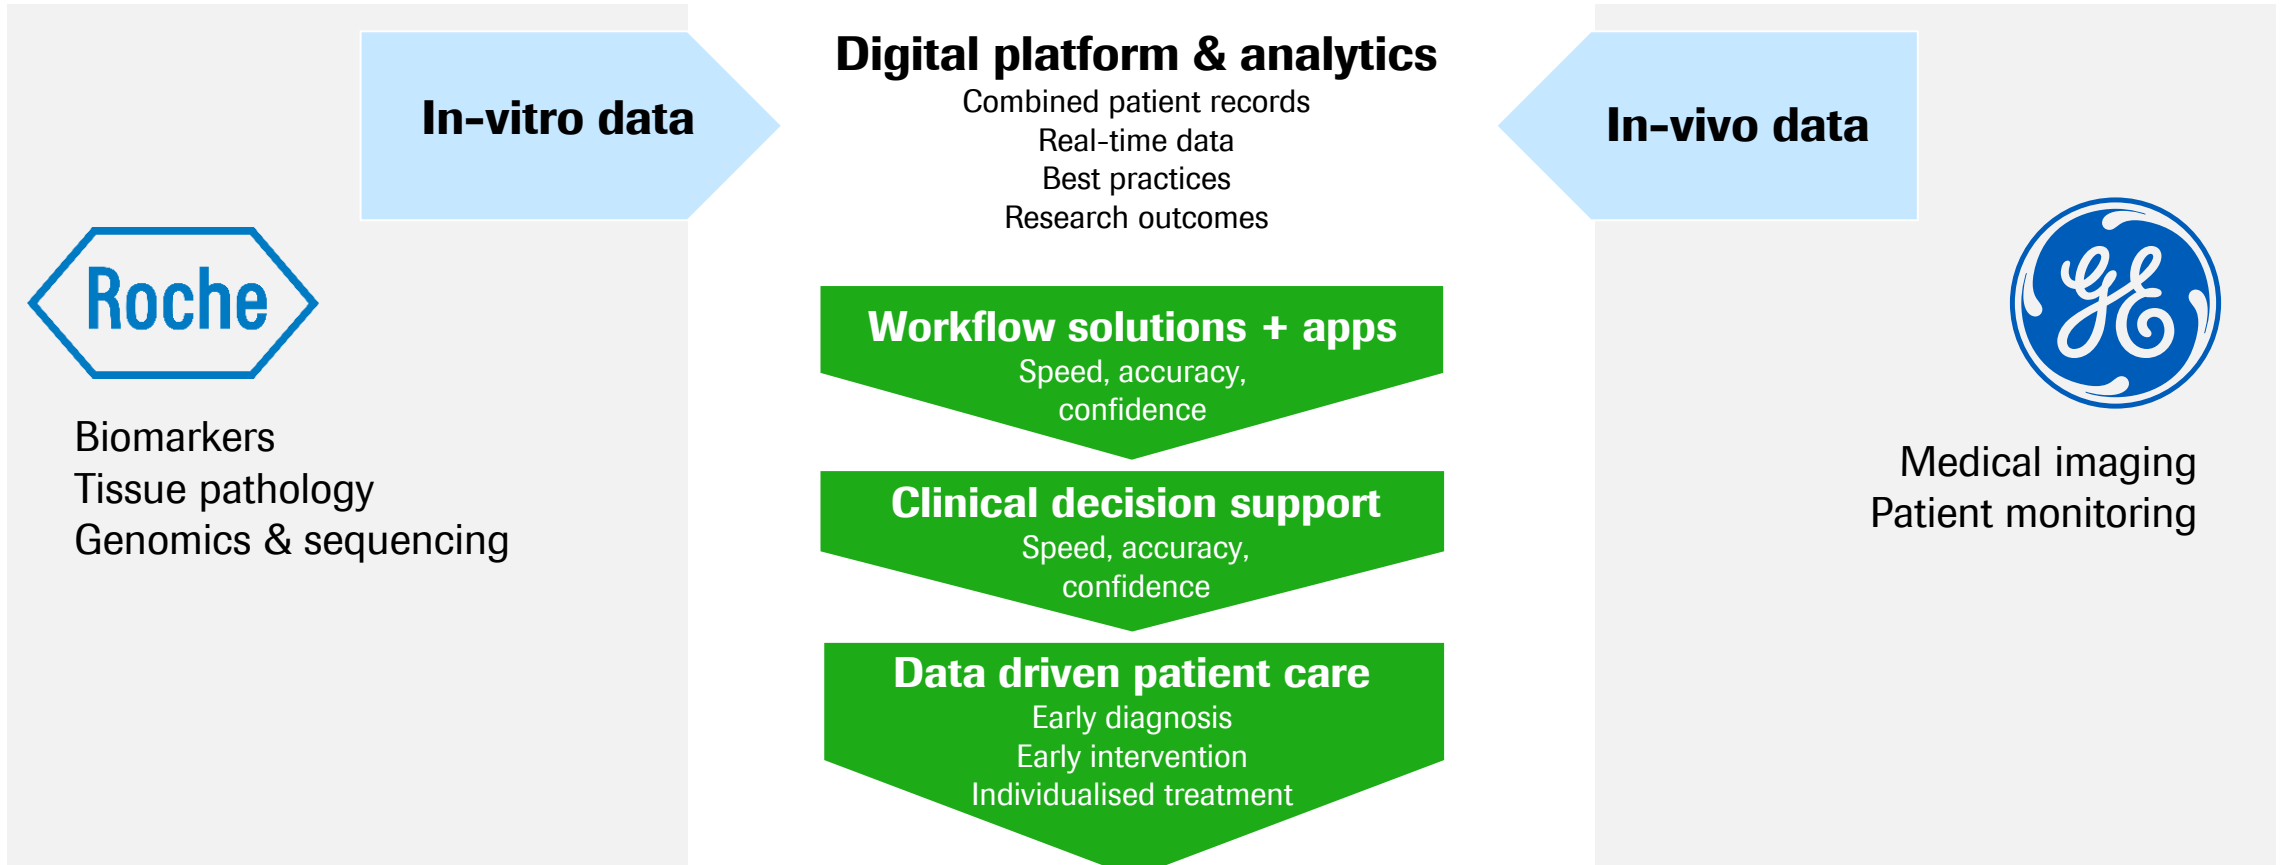 In-vitro data
Roche
Biomarkers
Tissue pathology
Genomics & sequencing
Digital platform & analytics
Combined patient records
Real-time data
Best practices
Research outcomes
Workflow solutions + apps
Speed, accuracy,
confidence
Clinical decision support
Speed, accuracy,
confidence
Data driven patient care
Early diagnosis
Early intervention
Individualised treatment
In-vivo data
GE
Medical imaging
Patient monitoring